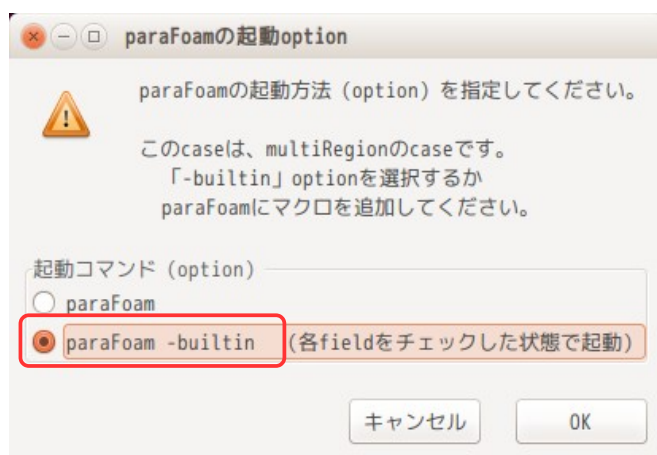 paraFoamの起動option
paraFoamの起動方法（option）を指定してください。
このcaseは、multiRegionのcaseです。
「-builtin」optionを選択するか
paraFoamにマクロを追加してください。
起動コマンド（option）
paraFoam
paraFoam -builtin （各fieldをチェックした状態で起動）
キャンセル OK